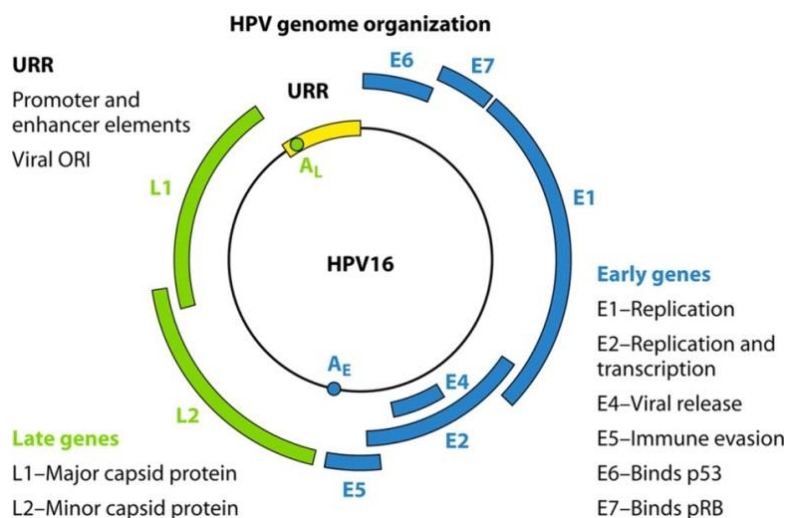 HPV genome organization
URR
Promoter and
enhancer elements
Viral ORI
URR
E6
E7
AL
L1
E1
HPV16
Early genes
E1–Replication
E2–Replication and
transcription
E4–Viral release
E5–Immune evasion
E6–Binds p53
E7–Binds pRB
AE
E4
L2
E2
E5
Late genes
L1–Major capsid protein
L2–Minor capsid protein